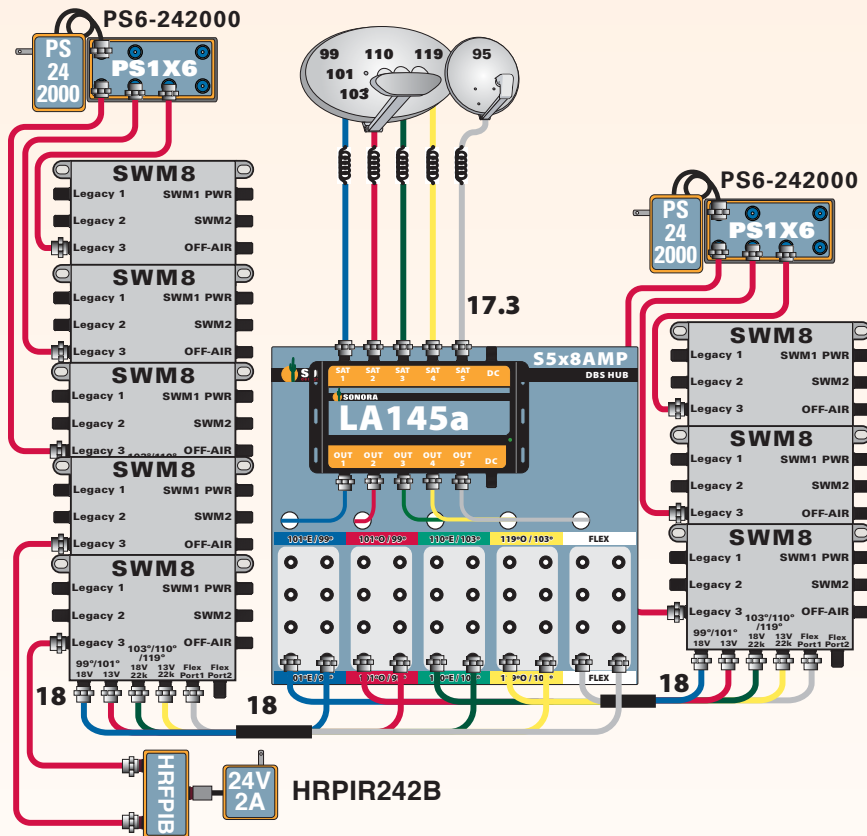 PS6-242000
PS
24
2000
PS1X6
99
110
119
101
103
95
SWM8
Legacy 1
SWM1 PWR
Legacy 2
SWM2
Legacy 3
OFF-AIR
SWM8
Legacy 1
SWM1 PWR
Legacy 2
SWM2
Legacy 3
OFF-AIR
SWM8
Legacy 1
SWM1 PWR
Legacy 2
SWM2
Legacy 3
OFF-AIR
SWM8
Legacy 1
SWM1 PWR
Legacy 2
SWM2
Legacy 3
OFF-AIR
SWM8
Legacy 1
SWM1 PWR
Legacy 2
SWM2
Legacy 3
OFF-AIR
99°/101°
18V
13V
103°/110°
/119°
18V
22k
13V
22k
Flex
Port1
Flex
Port2
18
18
17.3
S5x8AMP
DBS HUB
SAT
1
SAT
2
SAT
3
SAT
4
SAT
5
DC
SONORA
LA145a
OUT
1
OUT
2
OUT
3
OUT
4
OUT
5
DC
101°E/99°
101°O/99°
110°E/103°
119°O/103°
FLEX
FLEX
PS6-242000
PS
24
2000
PS1X6
SWM8
Legacy 1
SWM1 PWR
Legacy 2
SWM2
Legacy 3
OFF-AIR
SWM8
Legacy 1
SWM1 PWR
Legacy 2
SWM2
Legacy 3
OFF-AIR
SWM8
Legacy 1
SWM1 PWR
Legacy 2
SWM2
Legacy 3
OFF-AIR
99°/101°
18V
13V
103°/110°
/119°
18V
22k
13V
22k
Flex
Port1
Flex
Port2
18
HRFPIB
24V
2A
HRPIR242B